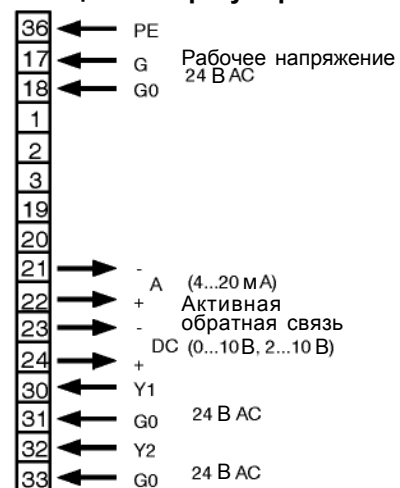 36 PE
17 G Рабочее напряжение
18 G0 24 В AC
1
2
3
19
20
21 -
A (4...20 мА)
22 + Активная
23 - обратная связь
DC (0...10В, 2...10 В)
24 +
30 Y1
31 G0 24 В AC
32 Y2
33 G0 24 В AC